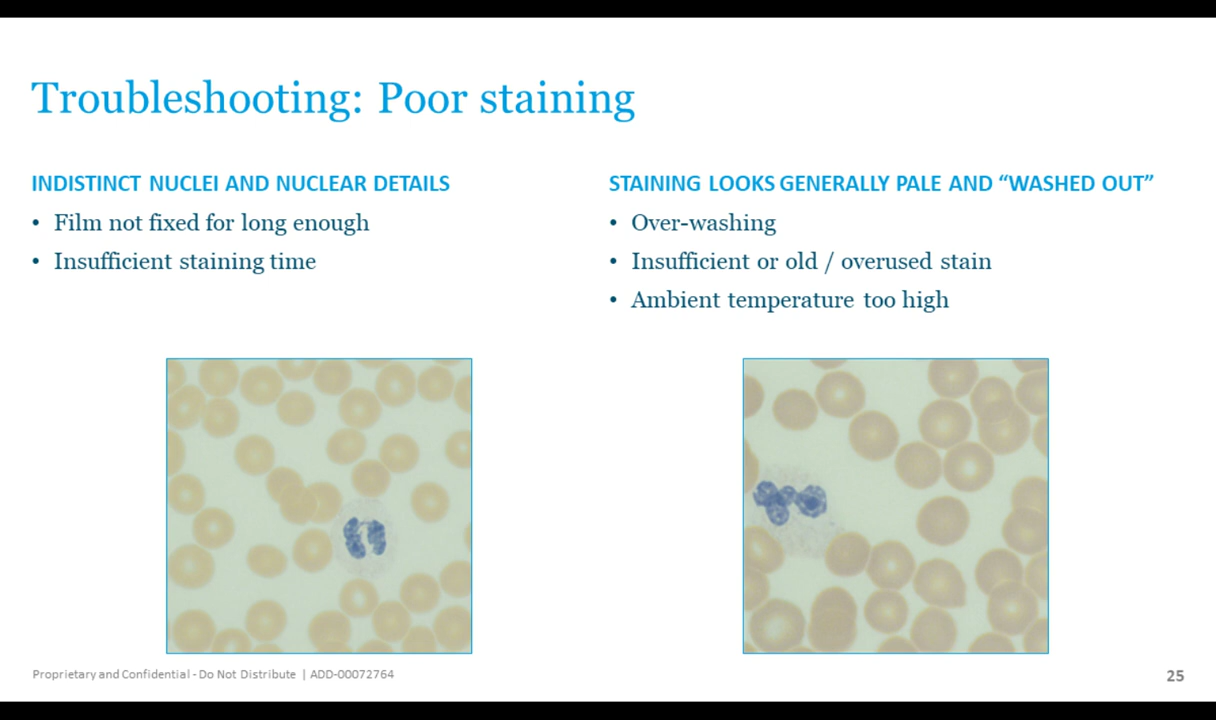 Troubleshooting: Poor staining
INDISTINCT NUCLEI AND NUCLEAR DETAILS
• Film not fixed for long enough
• Insufficient staining time
STAINING LOOKS GENERALLY PALE AND “WASHED OUT”
• Over-washing
• Insufficient or old / overused stain
• Ambient temperature too high
Proprietary and Confidential - Do Not Distribute | ADD-00072764
25